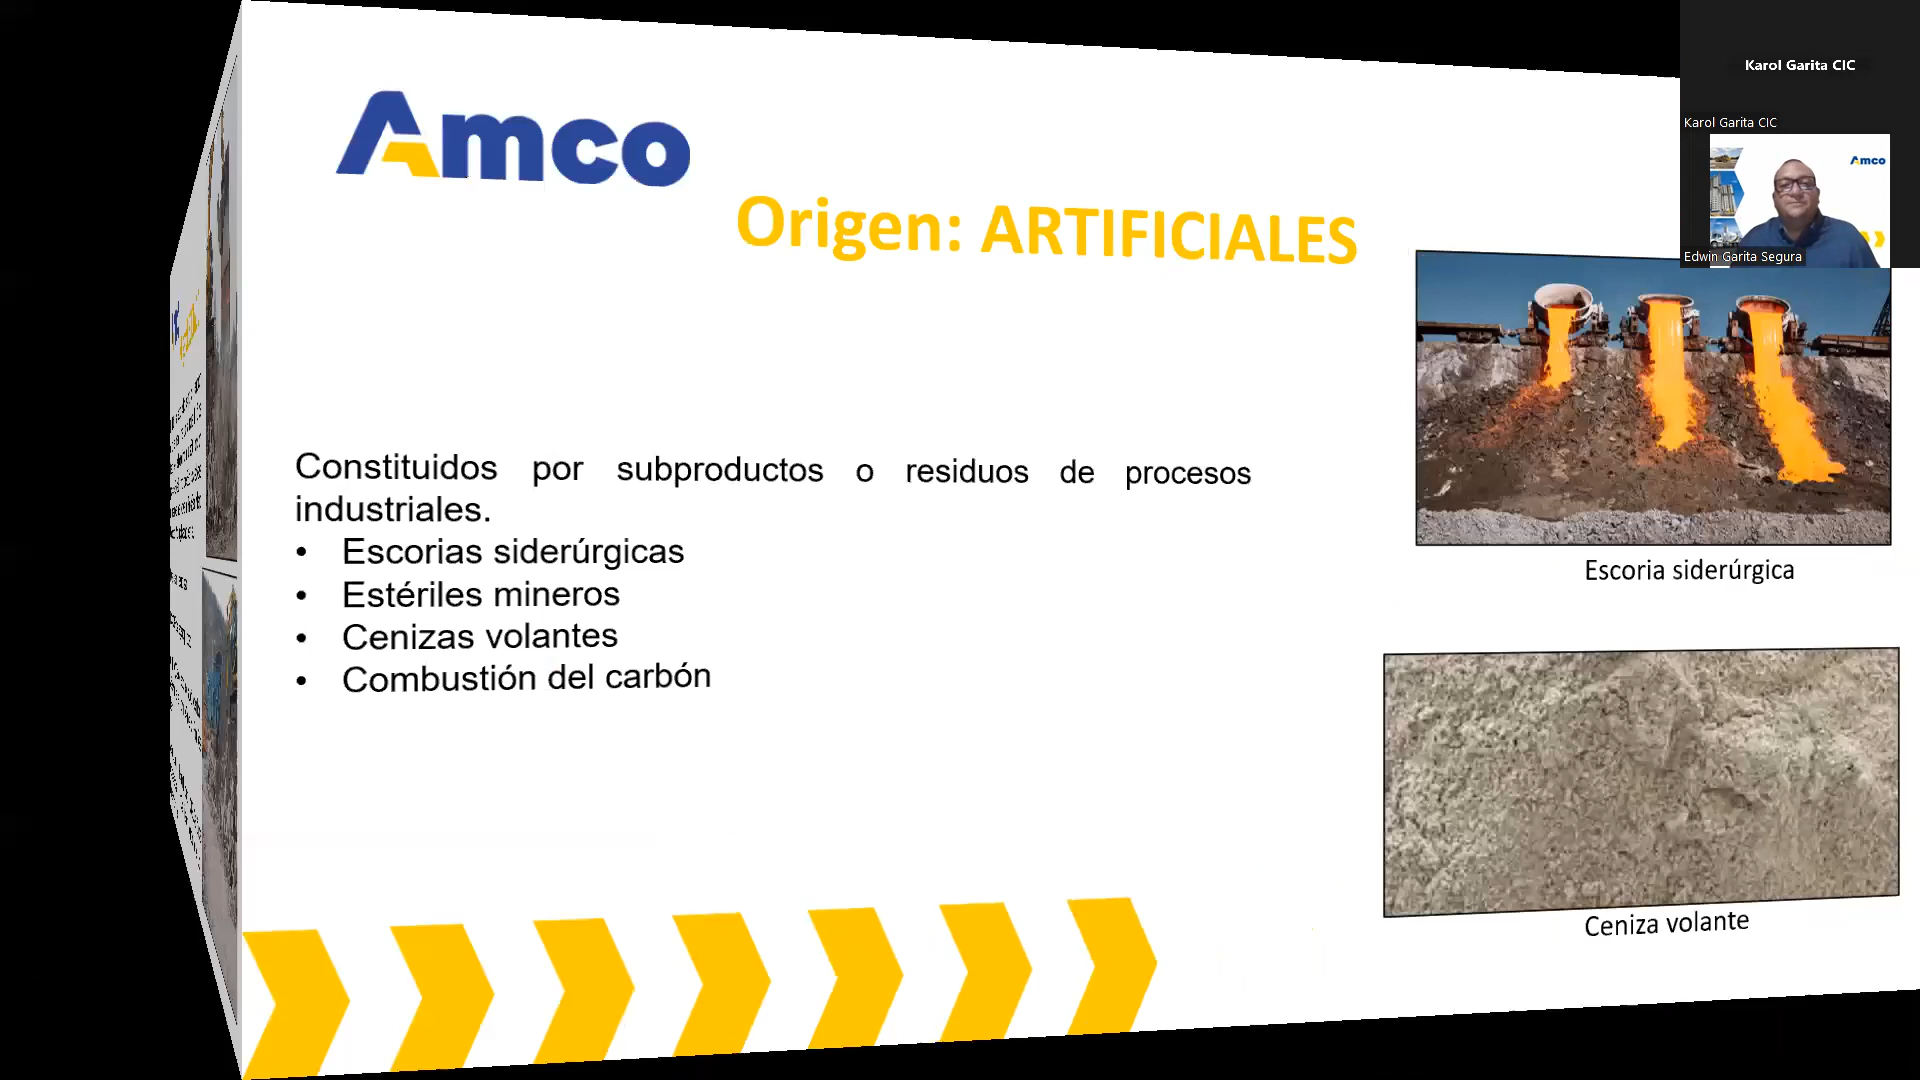 Amco
Origen: ARTIFICIALES
Karol Garita CIC
Karol Garita CIC
Amco
Edwin Garita Segura
Constituidos por subproductos o residuos de procesos
industriales.
• Escorias siderúrgicas
• Estériles mineros
• Cenizas volantes
• Combustión del carbón
Escoria siderúrgica
Ceniza volante